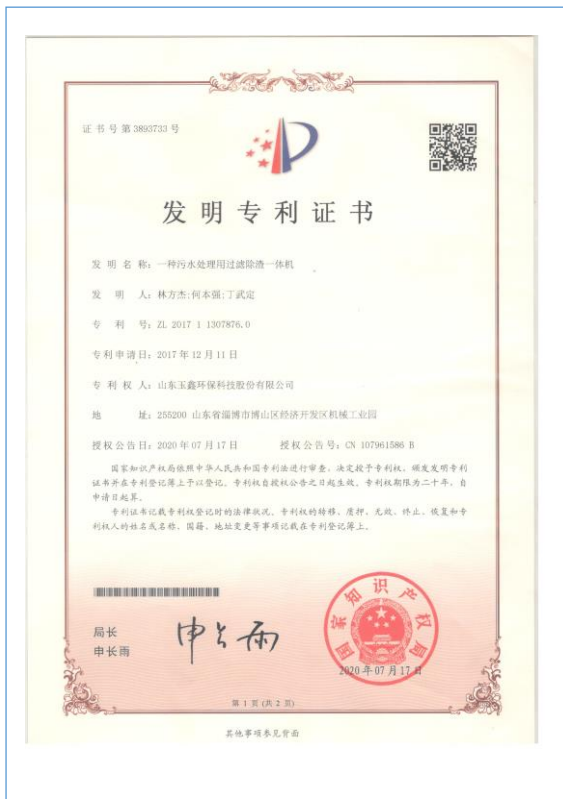 证书号第3893733号
发明专利证书
发明名称：一种污水处理用过滤除渣一体机
发明人：林方杰;何本强;丁武定
专利号：ZL 2017 1 1307876.0
专利申请日：2017年12月11日
专利权人：山东玉鑫环保科技股份有限公司
地址：255200 山东省淄博市博山区经济开发区机械工业园
授权公告日：2020年07月17日 授权公告号：CN 107961586 B
国家知识产权局依照中华人民共和国专利法进行审查，决定授予专利权，颁发发明专利
证书并在专利登记簿上予以登记。专利权自授权公告之日起生效。专利权期限为二十年，自
申请日起算。
专利证书记载专利权登记时的法律状况。专利权的转移、质押、无效、终止、恢复和专
利权人的姓名或名称、国籍、地址变更等事项记载在专利登记簿上。
局长
申长雨
申长雨
国家知识产权局
2020年07月17日
第1页(共2页)
其他事项参见背面